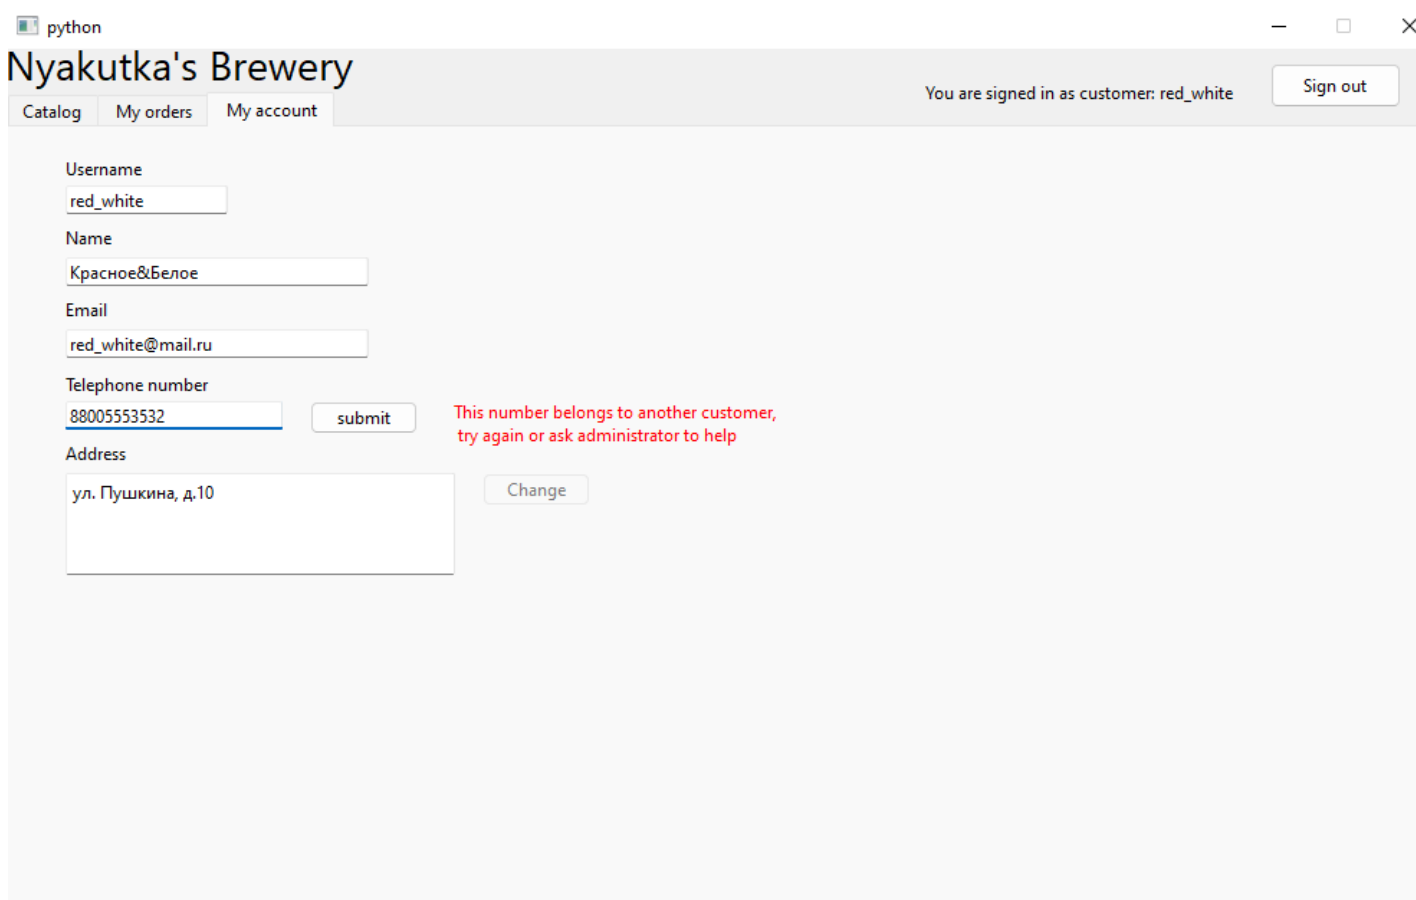 python
Nyakutka's Brewery
You are signed in as customer: red_white
Sign out
Catalog
My orders
My account
Username
red_white
Name
Красное&Белое
Email
red_white@mail.ru
Telephone number
88005553532
submit
This number belongs to another customer,
try again or ask administrator to help
Address
ул. Пушкина, д.10
Change